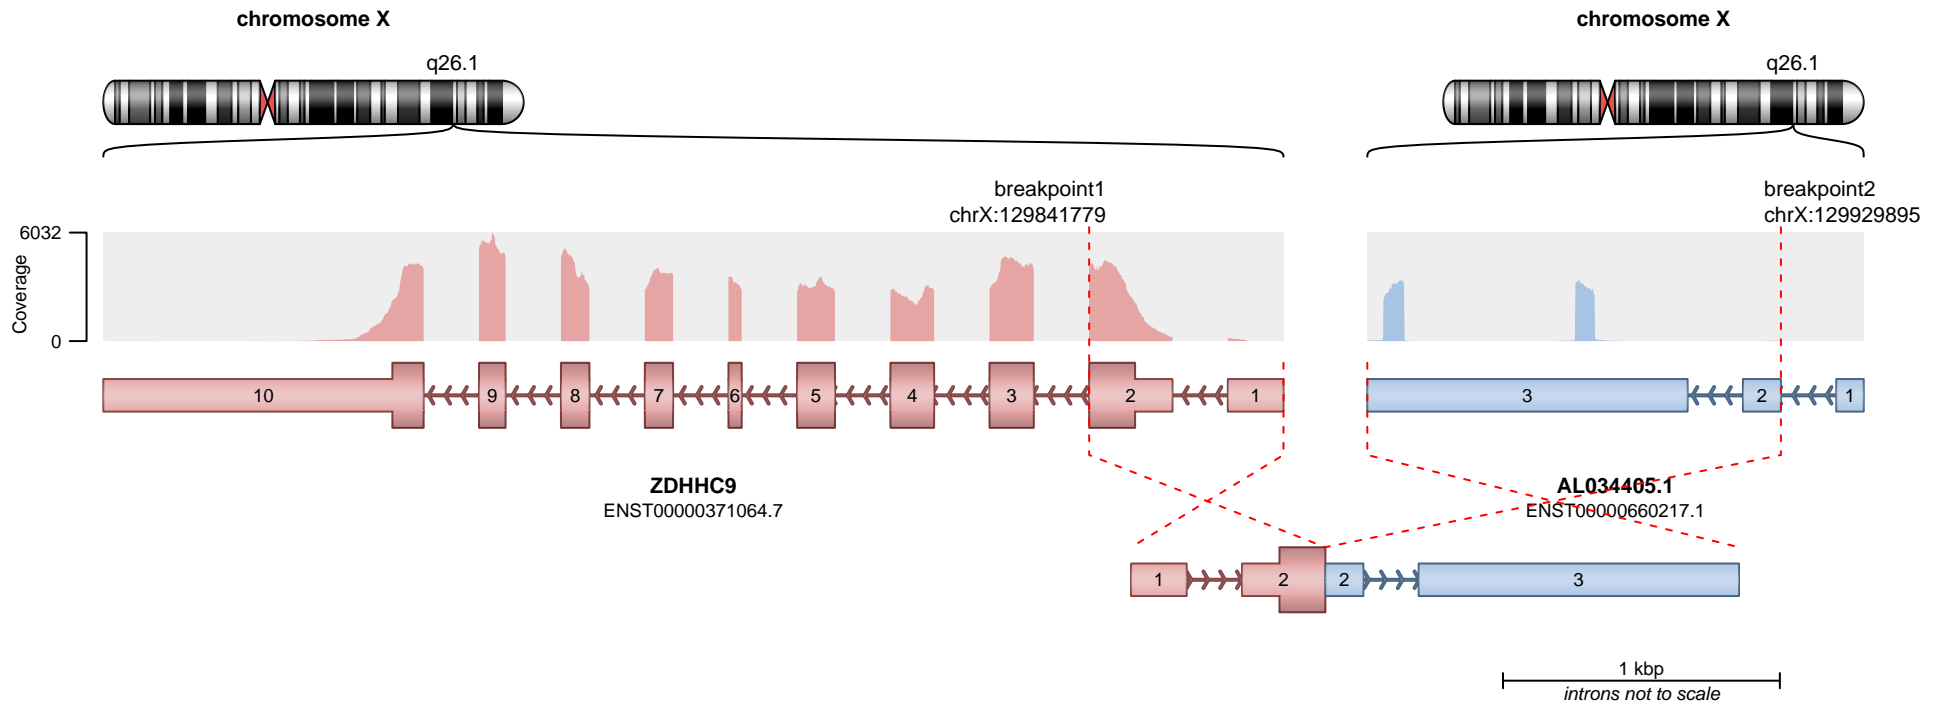 chromosome X
chromosome X
q26.1
q26.1
breakpoint1
chrX:129841779
breakpoint2
chrX:129929895
6032
Coverage
0
10
9
8
7
6
5
4
3
2
1
3
2
1
ZDHHC9
ENST00000371064.7
AL034405.1
ENST00000660217.1
1
2
2
3
1 kbp
introns not to scale